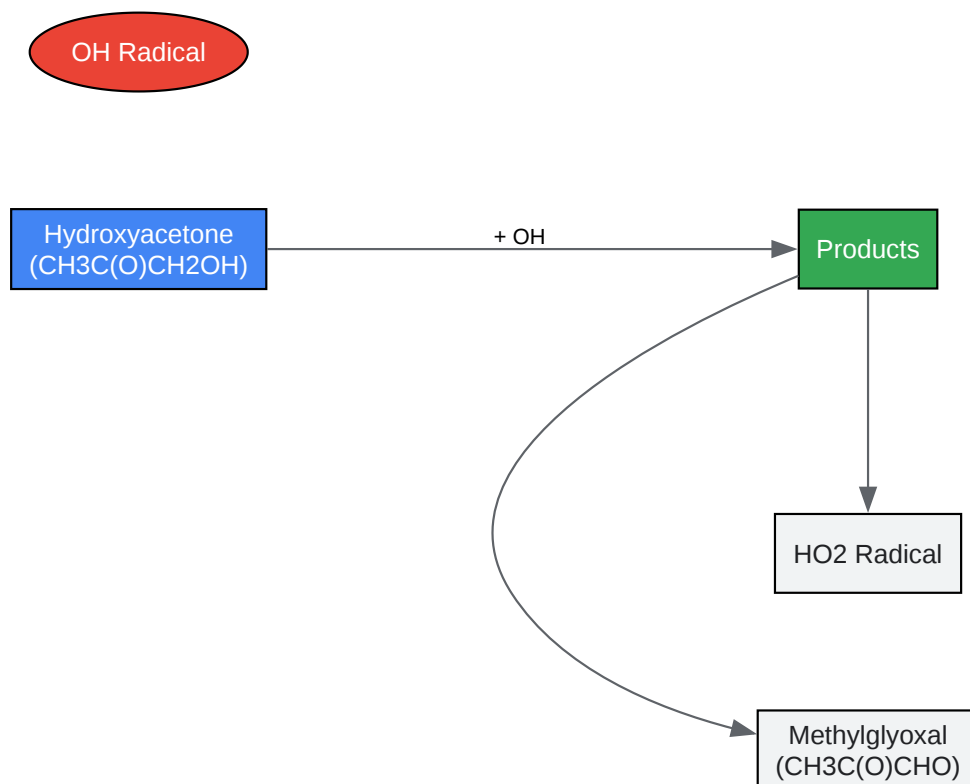 OH Radical
Hydroxyacetone
(CH3C(O)CH2OH)
+ OH
Products
HO2 Radical
Methylglyoxal
(CH3C(O)CHO)